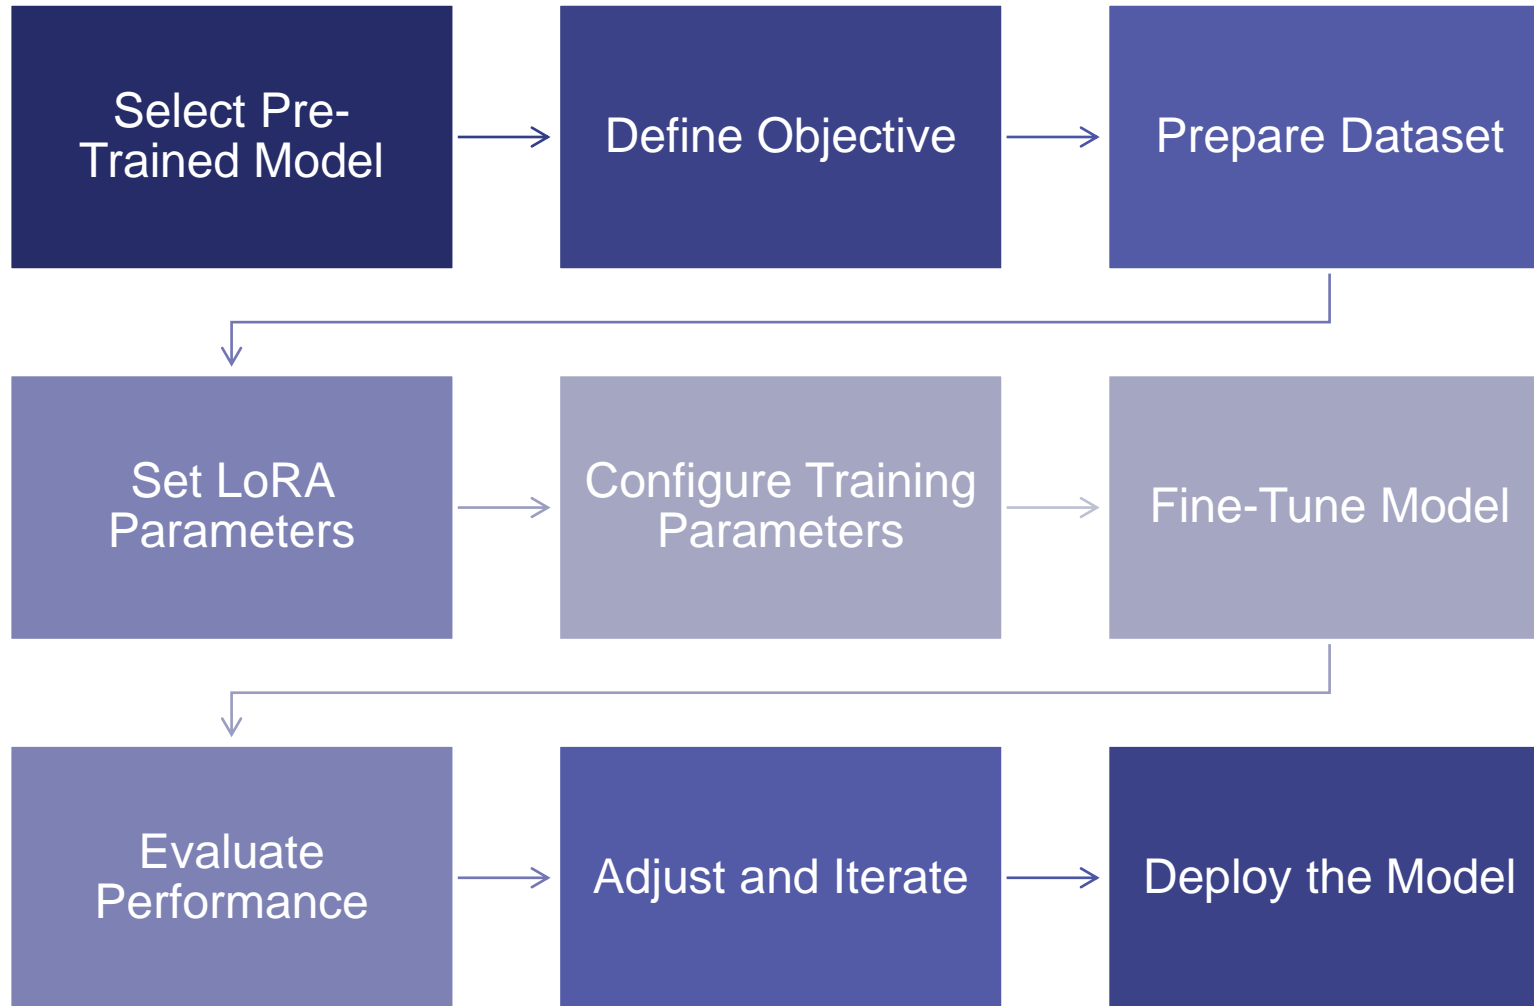 Select Pre-
Trained Model
Define Objective
Prepare Dataset
Set LoRA
Parameters
Configure Training
Parameters
Fine-Tune Model
Evaluate
Performance
Adjust and Iterate
Deploy the Model